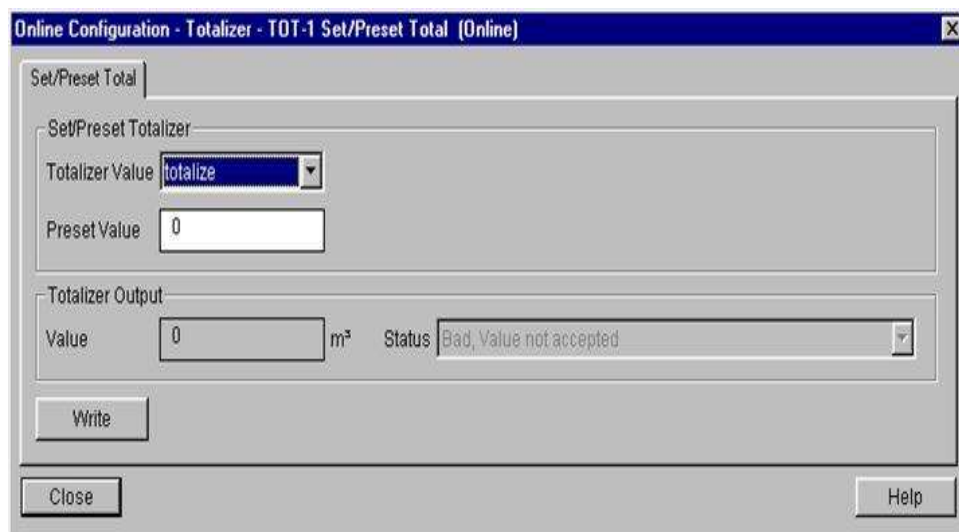 Online Configuration - Totalizer - TOT-1 Set/Preset Total (Online)
Set/Preset Total
Set/Preset Totalizer
Totalizer Value totalize
Preset Value 0
Totalizer Output
Value 0 m³ Status Bad, Value not accepted
Write
Close Help